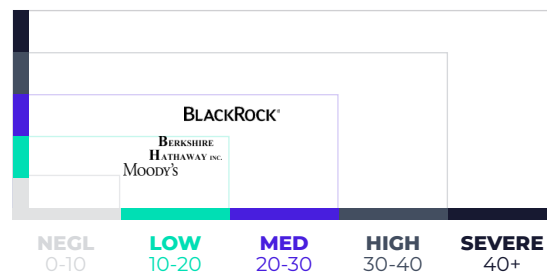 BLACKROCK®
BERKSHIRE
HATHAWAY INC.
MOODY'S
NEGL LOW MED HIGH SEVERE
0-10 10-20 20-30 30-40 40+